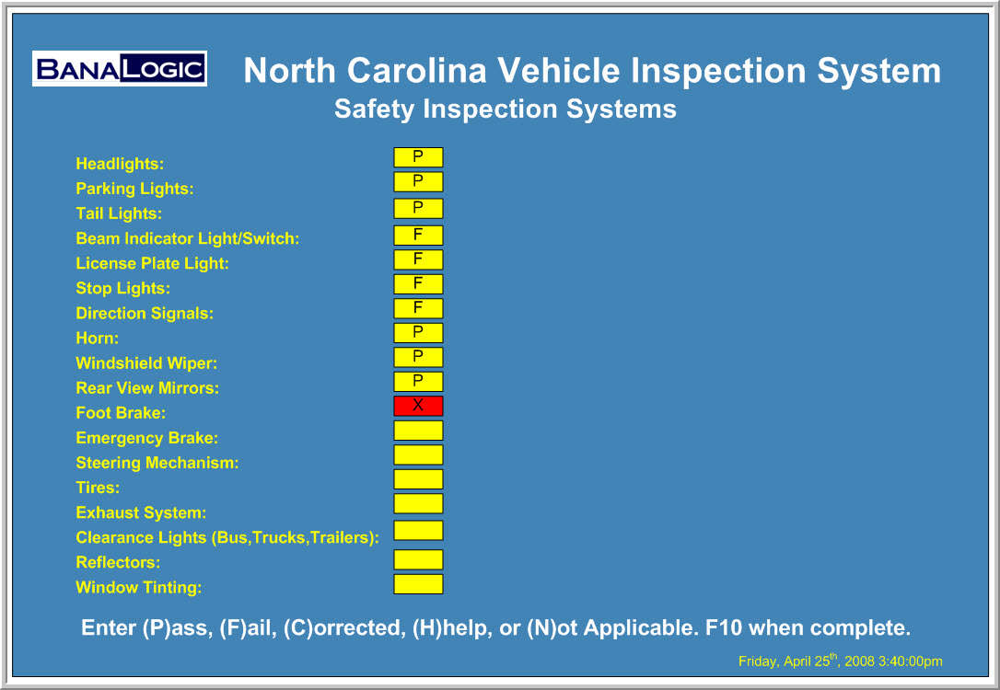 BANALOGIC
North Carolina Vehicle Inspection System
Safety Inspection Systems
Headlights: P
Parking Lights: P
Tail Lights: P
Beam Indicator Light/Switch: F
License Plate Light: F
Stop Lights: F
Direction Signals: F
Horn: P
Windshield Wiper: P
Rear View Mirrors: P
Foot Brake: X
Emergency Brake:
Steering Mechanism:
Tires:
Exhaust System:
Clearance Lights (Bus,Trucks,Trailers):
Reflectors:
Window Tinting:
Enter (P)ass, (F)ail, (C)orrected, (H)help, or (N)ot Applicable. F10 when complete.
Friday, April 25th, 2008 3:40:00pm